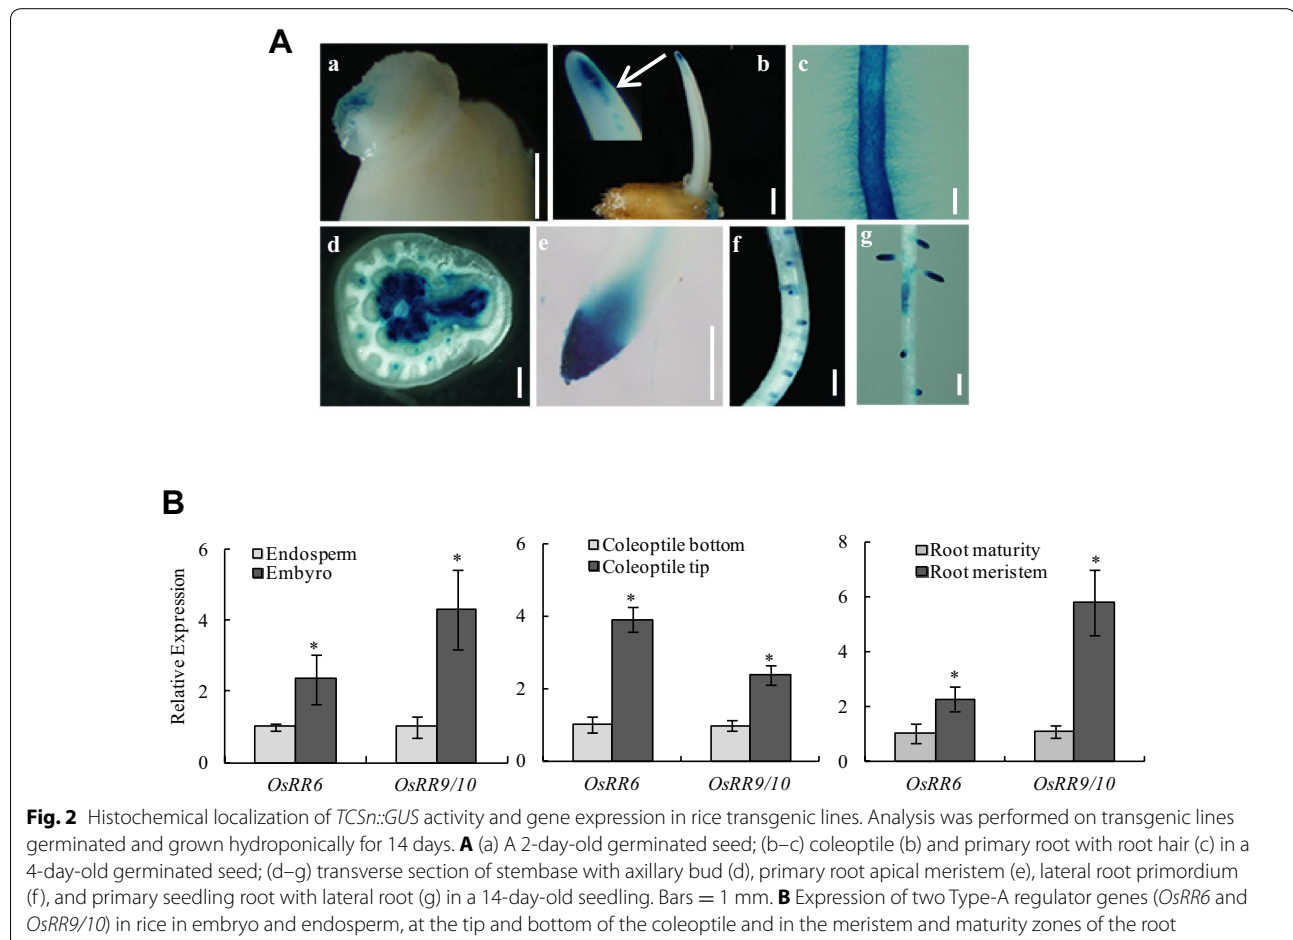 A
a
b
c
d
e
f
g
B
Relative Expression
6
4
2
0
Endosperm
Embyro
*
*
OsRR6
OsRR9/10
6
4
2
0
Coleoptile bottom
Coleoptile tip
*
*
OsRR6
OsRR9/10
8
6
4
2
0
Root maturity
Root meristem
*
*
OsRR6
OsRR9/10
Fig. 2 Histochemical localization of TCSn::GUS activity and gene expression in rice transgenic lines. Analysis was performed on transgenic lines
germinated and grown hydroponically for 14 days. A (a) A 2-day-old germinated seed; (b–c) coleoptile (b) and primary root with root hair (c) in a
4-day-old germinated seed; (d–g) transverse section of stembase with axillary bud (d), primary root apical meristem (e), lateral root primordium
(f), and primary seedling root with lateral root (g) in a 14-day-old seedling. Bars = 1 mm. B Expression of two Type-A regulator genes (OsRR6 and
OsRR9/10) in rice in embryo and endosperm, at the tip and bottom of the coleoptile and in the meristem and maturity zones of the root